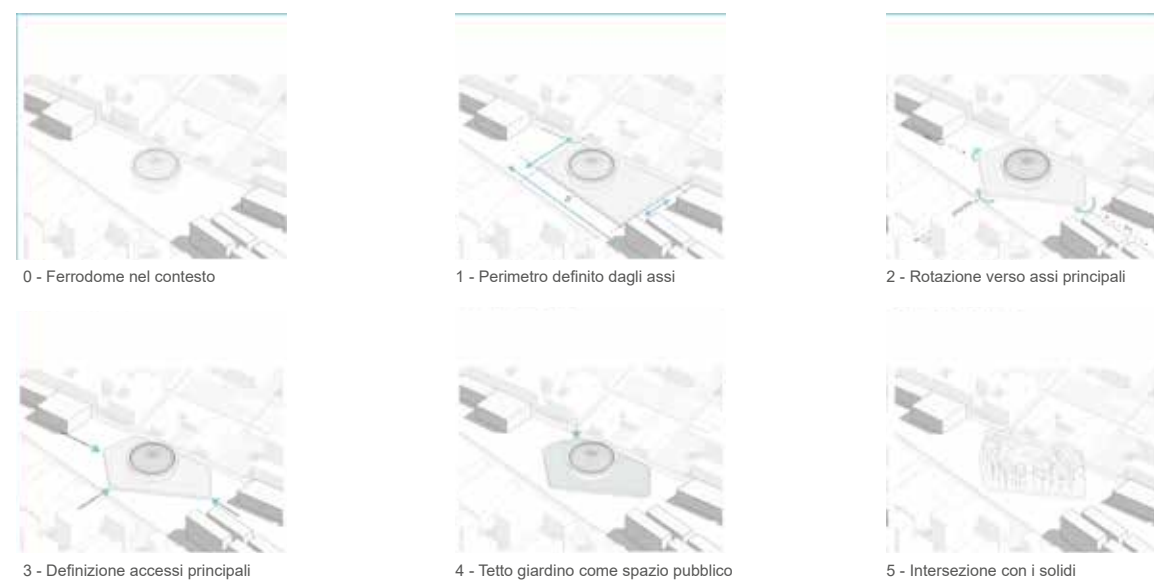 0 - Ferrodome nel contesto
1 - Perimetro definito dagli assi
2 - Rotazione verso assi principali
3 - Definizione accessi principali
4 - Tetto giardino come spazio pubblico
5 - Intersezione con i solidi